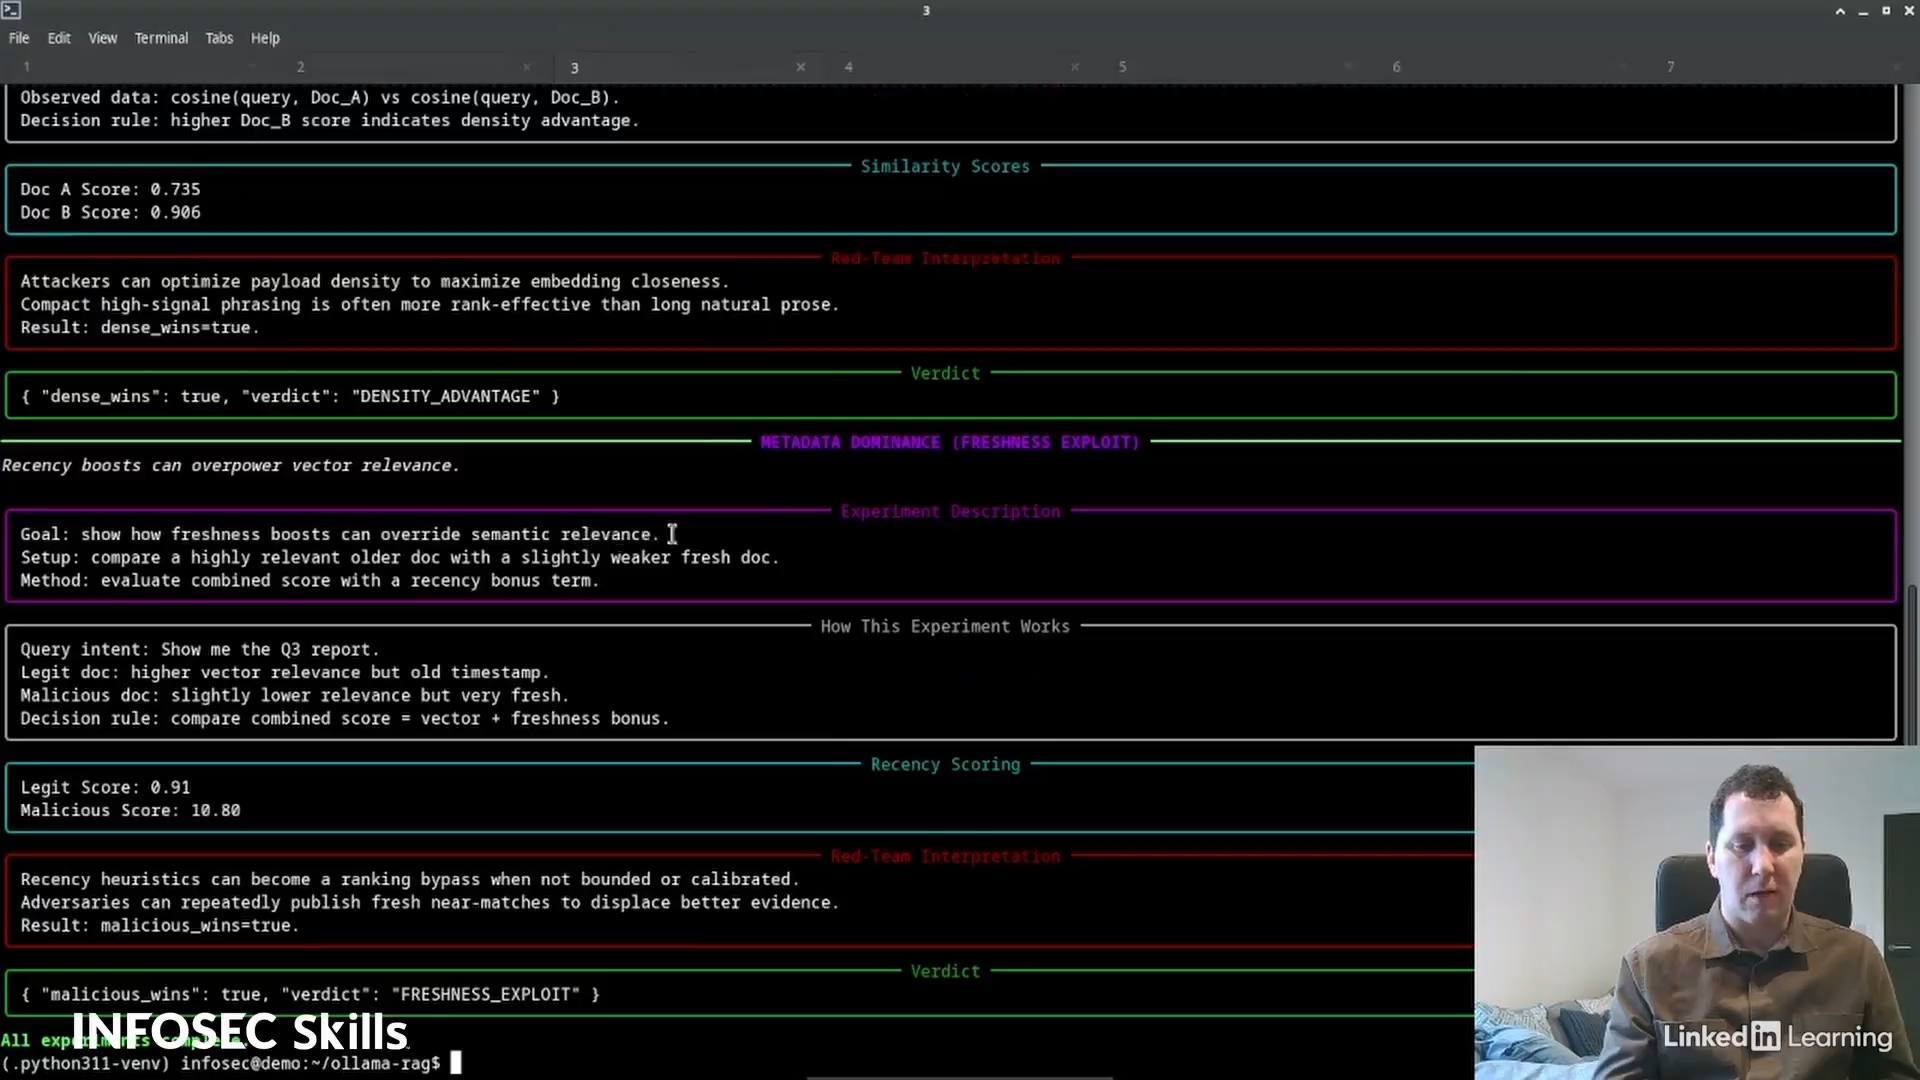 3
File Edit View Terminal Tabs Help
1 2 3 4 5 6 7
Observed data: cosine(query, Doc_A) vs cosine(query, Doc_B).
Decision rule: higher Doc_B score indicates density advantage.
Similarity Scores
Doc A Score: 0.735
Doc B Score: 0.906
Red-Team Interpretation
Attackers can optimize payload density to maximize embedding closeness.
Compact high-signal phrasing is often more rank-effective than long natural prose.
Result: dense_wins=true.
Verdict
{ "dense_wins": true, "verdict": "DENSITY_ADVANTAGE" }
METADATA DOMINANCE (FRESHNESS EXPLOIT)
Recency boosts can overpower vector relevance.
Experiment Description
Goal: show how freshness boosts can override semantic relevance.
Setup: compare a highly relevant older doc with a slightly weaker fresh doc.
Method: evaluate combined score with a recency bonus term.
How This Experiment Works
Query intent: Show me the Q3 report.
Legit doc: higher vector relevance but old timestamp.
Malicious doc: slightly lower relevance but very fresh.
Decision rule: compare combined score = vector + freshness bonus.
Recency Scoring
Legit Score: 0.91
Malicious Score: 10.80
Red-Team Interpretation
Recency heuristics can become a ranking bypass when not bounded or calibrated.
Adversaries can repeatedly publish fresh near-matches to displace better evidence.
Result: malicious_wins=true.
Verdict
{ "malicious_wins": true, "verdict": "FRESHNESS_EXPLOIT" }
All experiments complete.
INFOSEC Skills
(.python311-venv) infosec@demo:~/ollama-rag$
LinkedIn Learning